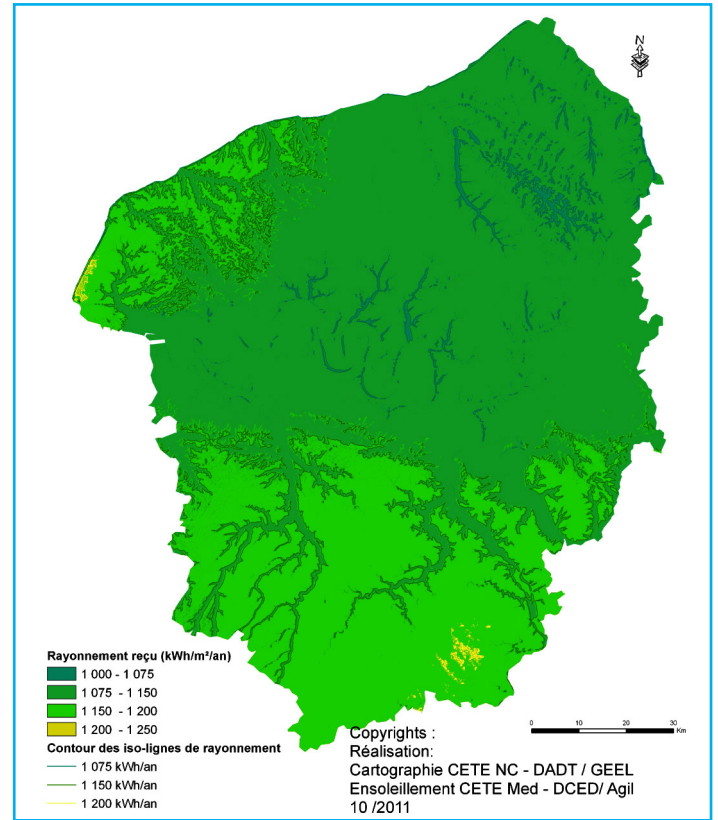 N
Rayonnement reçu (kWh/m²/an)
1 000 - 1 075
1 075 - 1 150
1 150 - 1 200
1 200 - 1 250
Contour des iso-lignes de rayonnement
1 075 kWh/an
1 150 kWh/an
1 200 kWh/an
Copyrights :
Réalisation:
Cartographie CETE NC - DADT / GEEL
Ensoleillement CETE Med - DCED/ Agil
10 /2011
0 10 20 30
Km